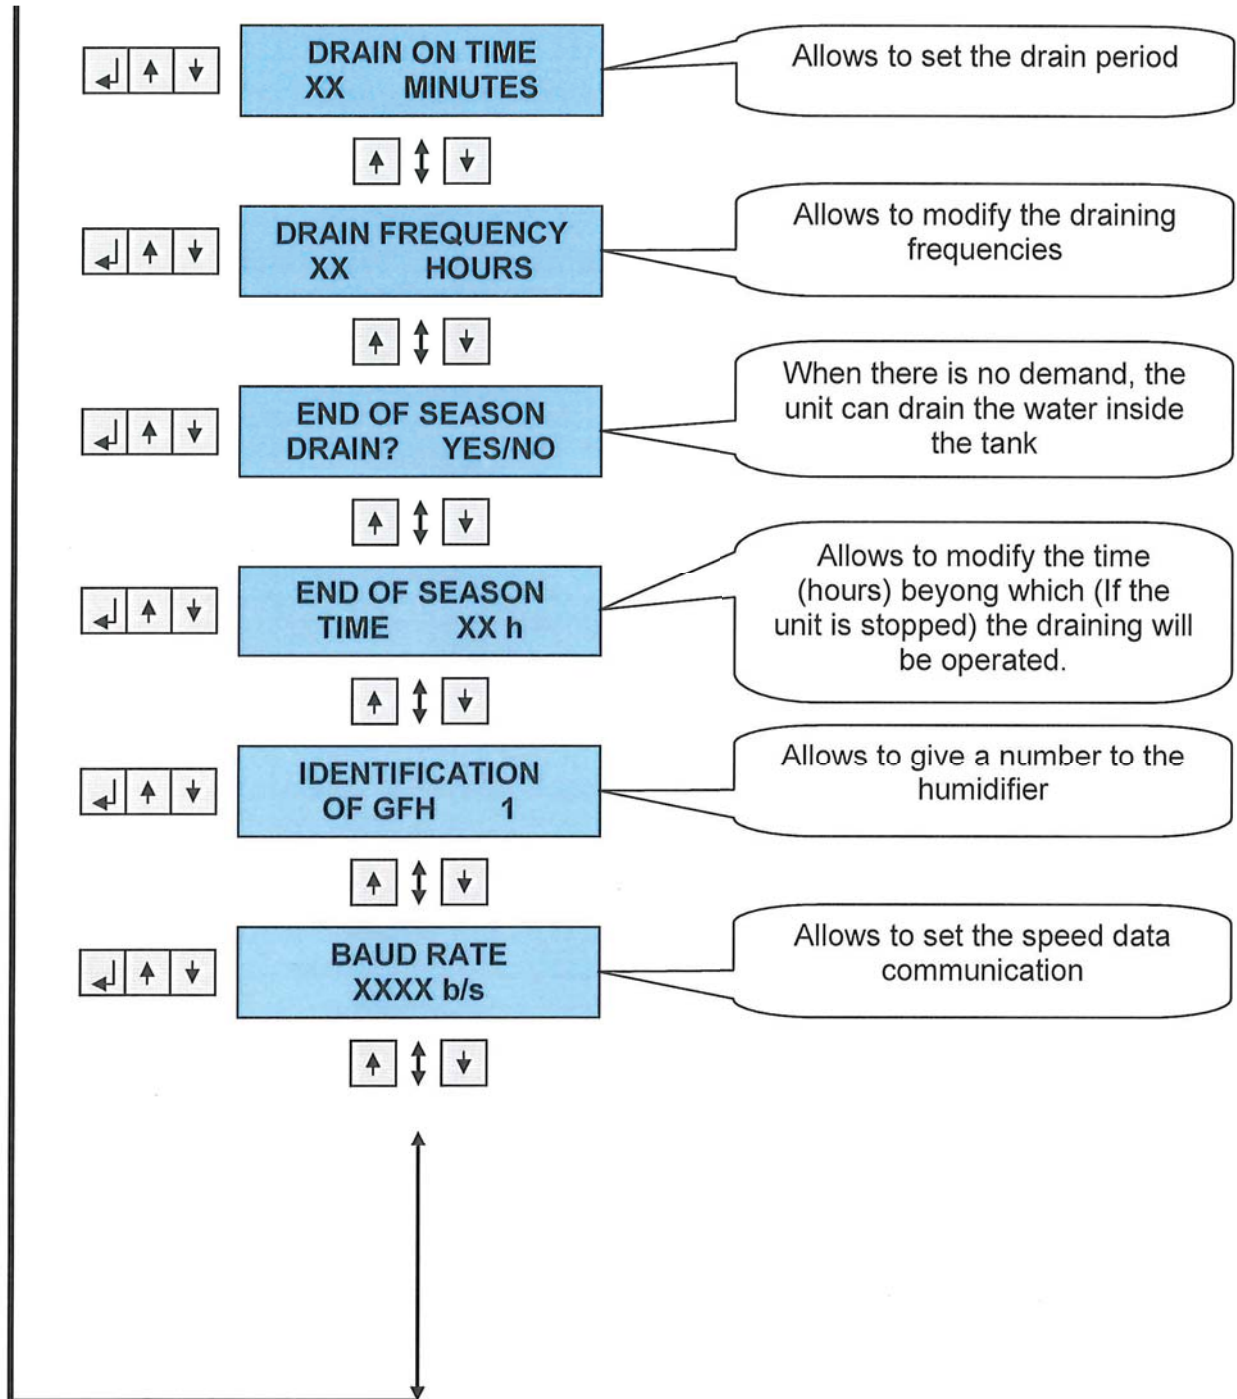 DRAIN ON TIME
XX MINUTES
Allows to set the drain period
DRAIN FREQUENCY
XX HOURS
Allows to modify the draining
frequencies
END OF SEASON
DRAIN? YES/NO
When there is no demand, the
unit can drain the water inside
the tank
END OF SEASON
TIME XX h
Allows to modify the time
(hours) beyong which (If the
unit is stopped) the draining will
be operated.
IDENTIFICATION
OF GFH 1
Allows to give a number to the
humidifier
BAUD RATE
XXXX b/s
Allows to set the speed data
communication